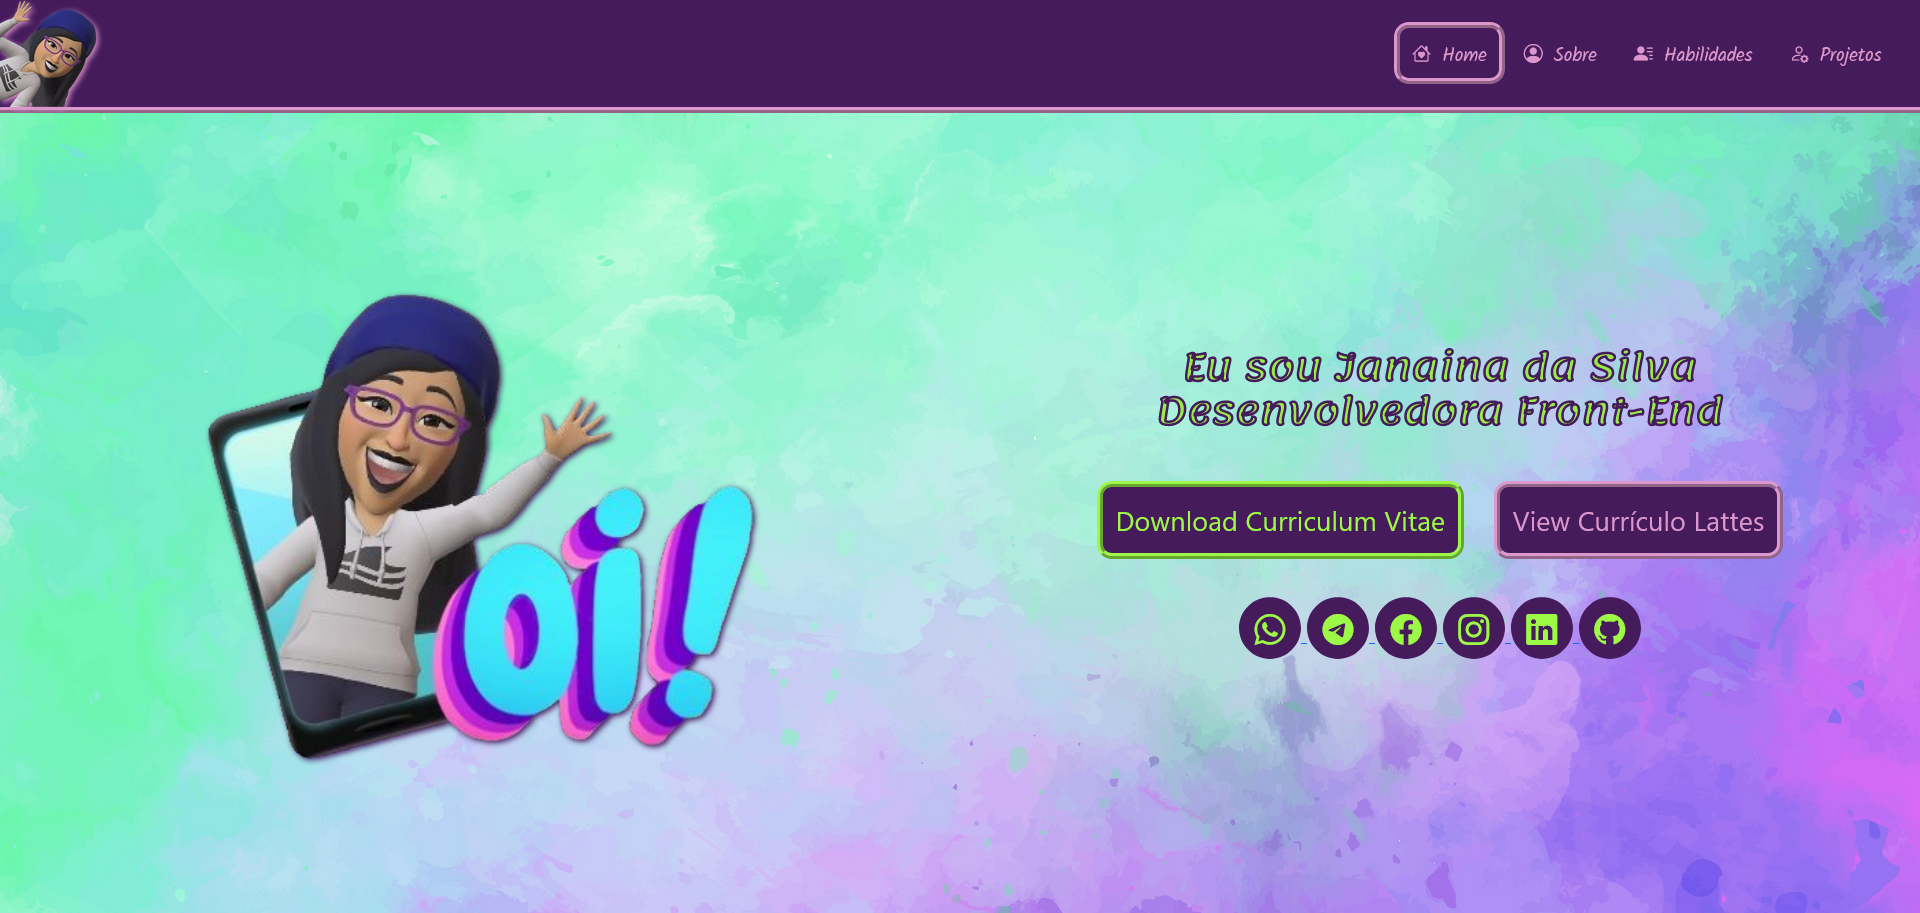 Home
Sobre
Habilidades
Projetos
Eu sou Janaina da Silva
Desenvolvedora Front-End
oi!
Download Curriculum Vitae
View Currículo Lattes
in